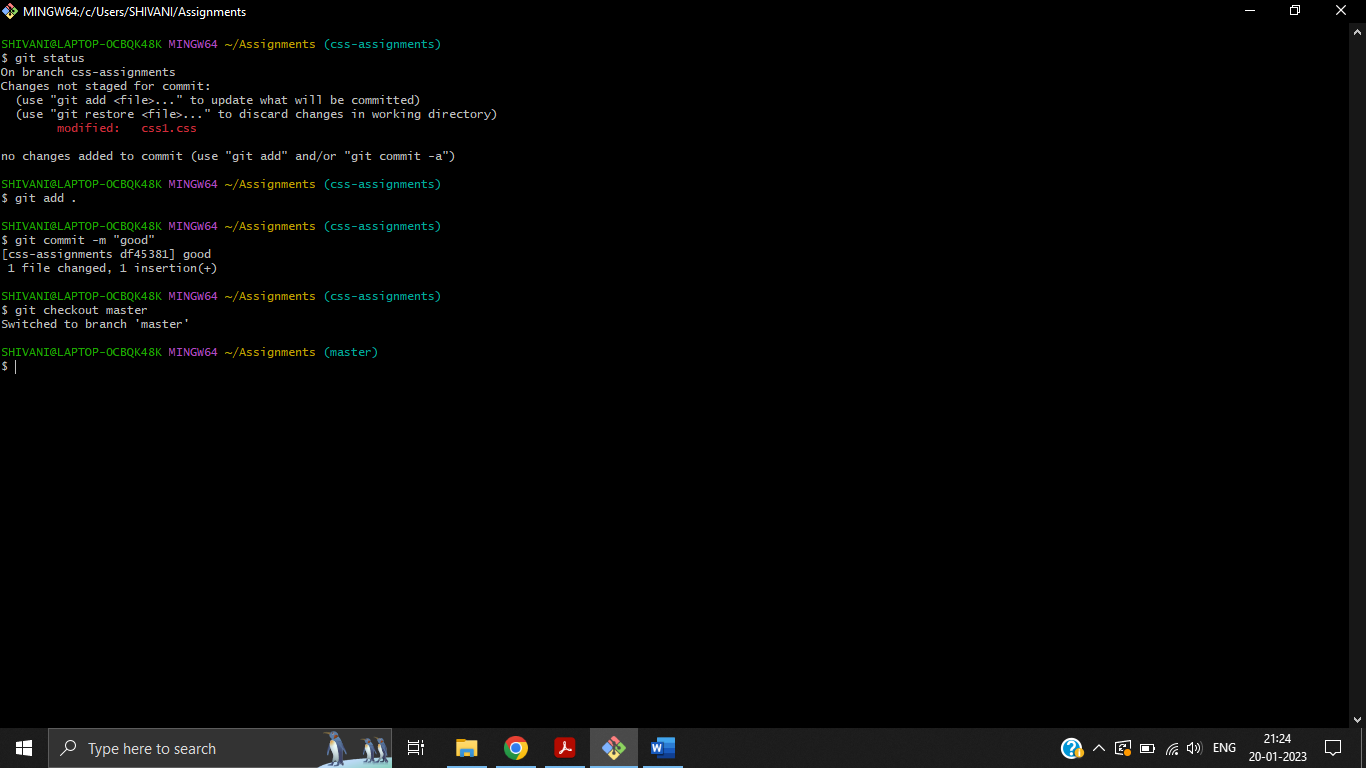 MINGW64:/c/Users/SHIVANI/Assignments
SHIVANI@LAPTOP-OCBQK48K MINGW64 ~/Assignments (css-assignments)
$ git status
On branch css-assignments
Changes not staged for commit:
  (use "git add <file>..." to update what will be committed)
  (use "git restore <file>..." to discard changes in working directory)
        modified:   css1.css
no changes added to commit (use "git add" and/or "git commit -a")
SHIVANI@LAPTOP-OCBQK48K MINGW64 ~/Assignments (css-assignments)
$ git add .
SHIVANI@LAPTOP-OCBQK48K MINGW64 ~/Assignments (css-assignments)
$ git commit -m "good"
[css-assignments df45381] good
 1 file changed, 1 insertion(+)
SHIVANI@LAPTOP-OCBQK48K MINGW64 ~/Assignments (css-assignments)
$ git checkout master
Switched to branch 'master'
SHIVANI@LAPTOP-OCBQK48K MINGW64 ~/Assignments (master)
$
Type here to search
ENG
21:24
20-01-2023